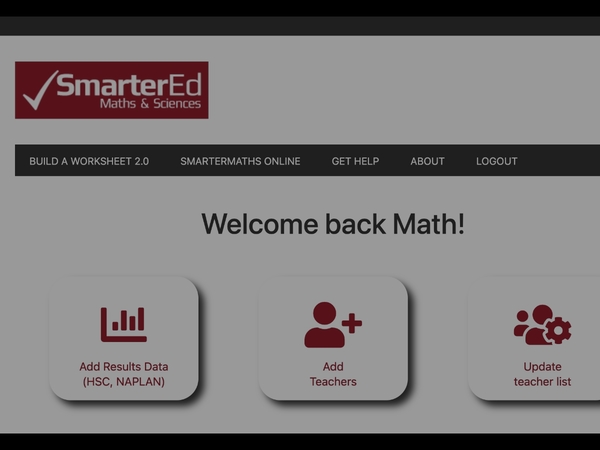 SmarterEd
Maths & Sciences
BUILD A WORKSHEET 2.0 SMARTERMATHS ONLINE GET HELP ABOUT LOGOUT
Welcome back Math!
Add Results Data
(HSC, NAPLAN)
Add
Teachers
Update
teacher list